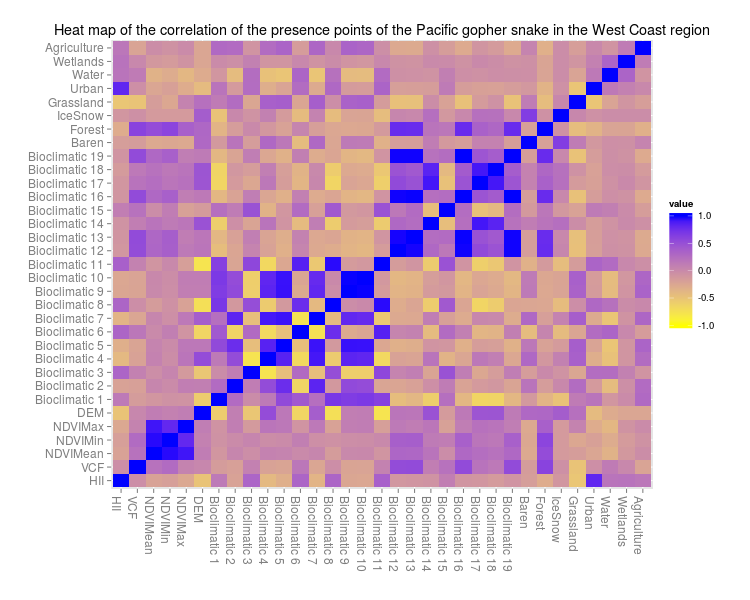 Heat map of the correlation of the presence points of the Pacific gopher snake in the West Coast region
Agriculture
Wetlands
Water
Urban
Grassland
IceSnow
Forest
Baren
Bioclimatic 19
Bioclimatic 18
Bioclimatic 17
Bioclimatic 16
Bioclimatic 15
Bioclimatic 14
Bioclimatic 13
Bioclimatic 12
Bioclimatic 11
Bioclimatic 10
Bioclimatic 9
Bioclimatic 8
Bioclimatic 7
Bioclimatic 6
Bioclimatic 5
Bioclimatic 4
Bioclimatic 3
Bioclimatic 2
Bioclimatic 1
DEM
NDVIMax
NDVIMin
NDVIMean
VCF
HII
value
1.0
0.5
0.0
-0.5
-1.0
HII
VCF
NDVIMean
NDVIMin
NDVIMax
DEM
Bioclimatic 1
Bioclimatic 2
Bioclimatic 3
Bioclimatic 4
Bioclimatic 5
Bioclimatic 6
Bioclimatic 7
Bioclimatic 8
Bioclimatic 9
Bioclimatic 10
Bioclimatic 11
Bioclimatic 12
Bioclimatic 13
Bioclimatic 14
Bioclimatic 15
Bioclimatic 16
Bioclimatic 17
Bioclimatic 18
Bioclimatic 19
Baren
Forest
IceSnow
Grassland
Urban
Water
Wetlands
Agriculture